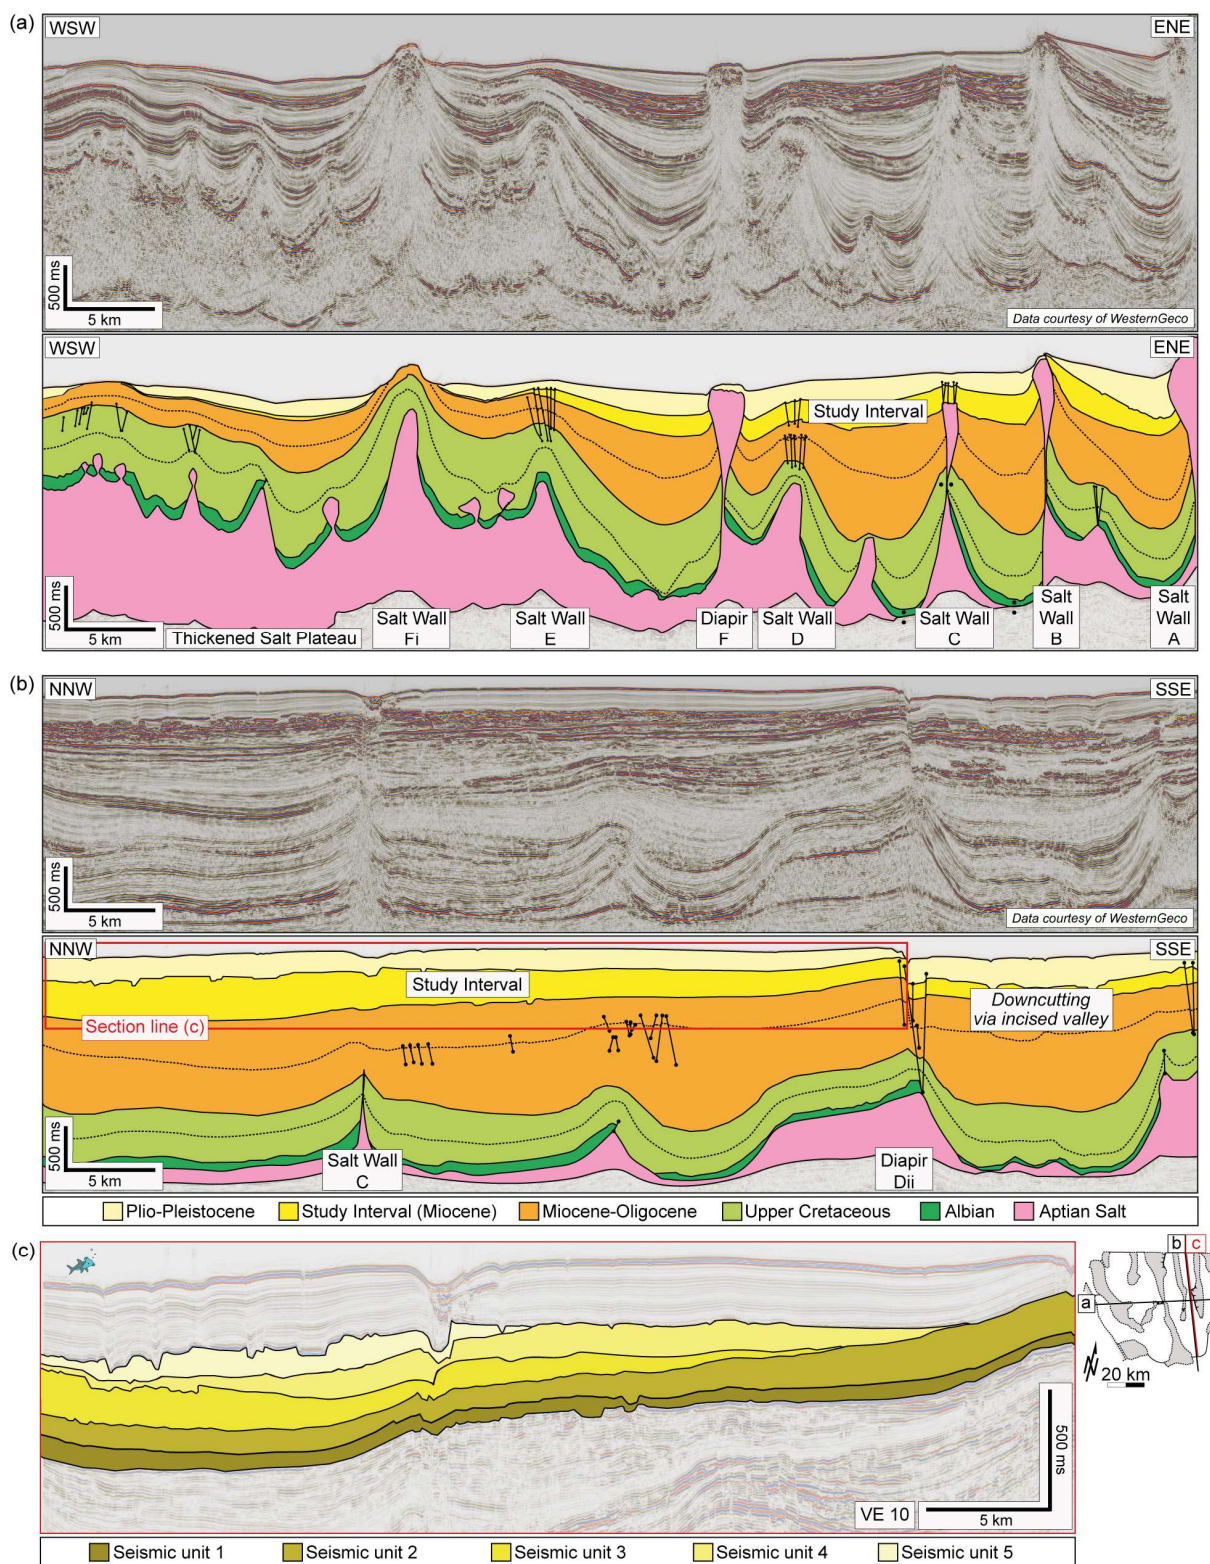 (a)
WSW
ENE
500 ms
5 km
Data courtesy of WesternGeco
WSW
ENE
Study Interval
500 ms
5 km
Thickened Salt Plateau
Salt Wall
Fi
Salt Wall
E
Diapir
F
Salt Wall
D
Salt Wall
C
Salt
Wall
B
Salt
Wall
A
(b)
NNW
SSE
500 ms
5 km
Data courtesy of WesternGeco
NNW
SSE
Study Interval
Section line (c)
Downcutting
via incised valley
500 ms
5 km
Salt Wall
C
Diapir
Dii
Plio-Pleistocene
Study Interval (Miocene)
Miocene-Oligocene
Upper Cretaceous
Albian
Aptian Salt
(c)
b
c
a
N
20 km
500 ms
VE 10
5 km
Seismic unit 1
Seismic unit 2
Seismic unit 3
Seismic unit 4
Seismic unit 5